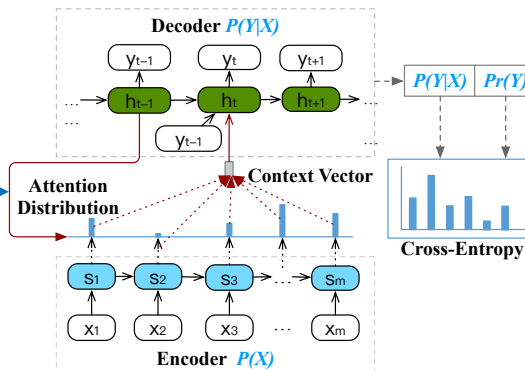 Decoder P(Y|X)
yt-1 yt yt+1
... ht-1 ht ht+1 ...
yt-1
P(Y|X) Pr(Y)
Attention
Distribution
Context Vector
Cross-Entropy
s1 s2 s3 ... sm
x1 x2 x3 ... xm
Encoder P(X)